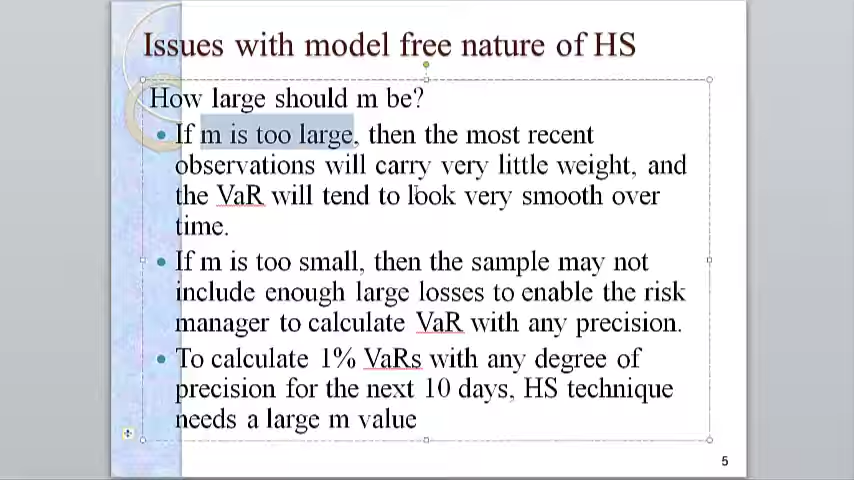 Issues with model free nature of HS
How large should m be?
• If m is too large, then the most recent
observations will carry very little weight, and
the VaR will tend to look very smooth over
time.
• If m is too small, then the sample may not
include enough large losses to enable the risk
manager to calculate VaR with any precision.
• To calculate 1% VaRs with any degree of
precision for the next 10 days, HS technique
needs a large m value
5